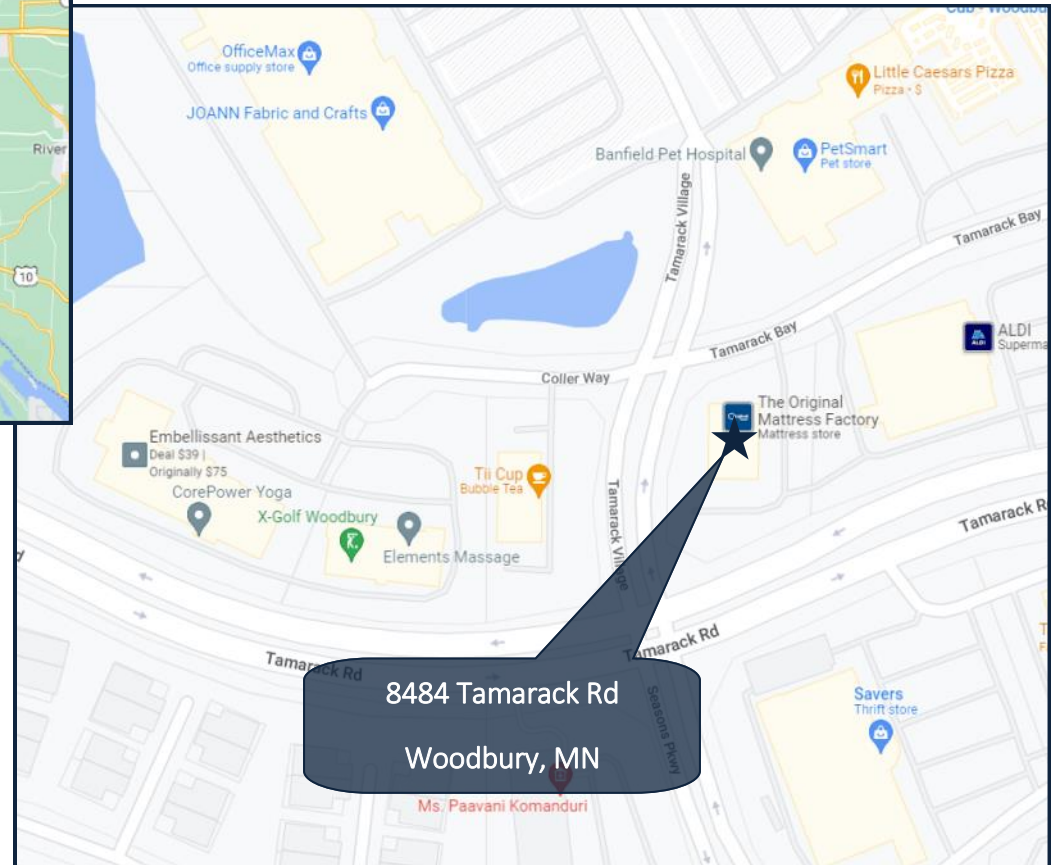 OfficeMax
Office supply store
JOANN Fabric and Crafts
Little Caesars Pizza
Pizza • $
River
Banfield Pet Hospital
PetSmart
Pet store
Tamarack Village
Tamarack Bay
10
Tamarack Bay
ALDI
ALDI
Coller Way
The Original
Mattress Factory
Mattress store
Embellissant Aesthetics
Deal $39 |
Originally $75
CorePower Yoga
Tii Cup
Bubble Tea
X-Golf Woodbury
Elements Massage
Tamarack Village
Tamarack
Tamarack Rd
Tamarack Rd
8484 Tamarack Rd
Woodbury, MN
Seasons Pkwy
Savers
Thrift store
Ms. Paavani Komanduri